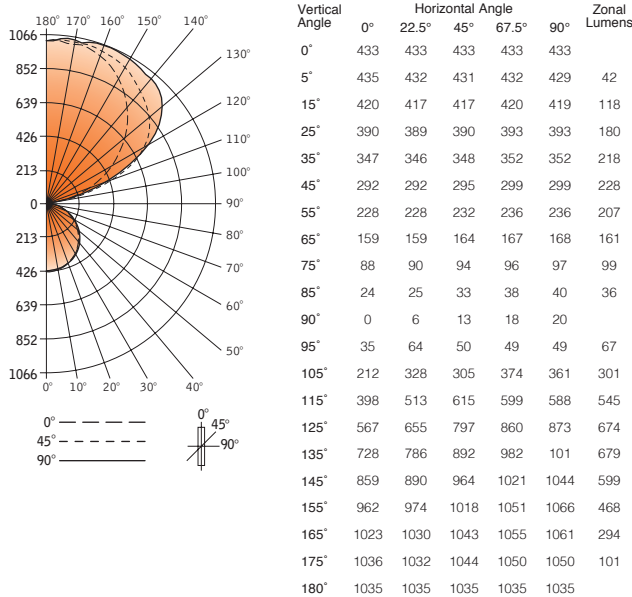 180° 170° 160° 150° 140°
1066
852
639
426
213
0
213
426
639
852
1066
130°
120°
110°
100°
90°
80°
70°
60°
50°
0° 10° 20° 30° 40°
0°
45°
90°
0°
45°
90°
Vertical Angle Horizontal Angle Zonal Lumens
0° 22.5° 45° 67.5° 90°
0° 433 433 433 433 433
5° 435 432 431 432 429 42
15° 420 417 417 420 419 118
25° 390 389 390 393 393 180
35° 347 346 348 352 352 218
45° 292 292 295 299 299 228
55° 228 228 232 236 236 207
65° 159 159 164 167 168 161
75° 88 90 94 96 97 99
85° 24 25 33 38 40 36
90° 0 6 13 18 20
95° 35 64 50 49 49 67
105° 212 328 305 374 361 301
115° 398 513 615 599 588 545
125° 567 655 797 860 873 674
135° 728 786 892 982 101 679
145° 859 890 964 1021 1044 599
155° 962 974 1018 1051 1066 468
165° 1023 1030 1043 1055 1061 294
175° 1036 1032 1044 1050 1050 101
180° 1035 1035 1035 1035 1035